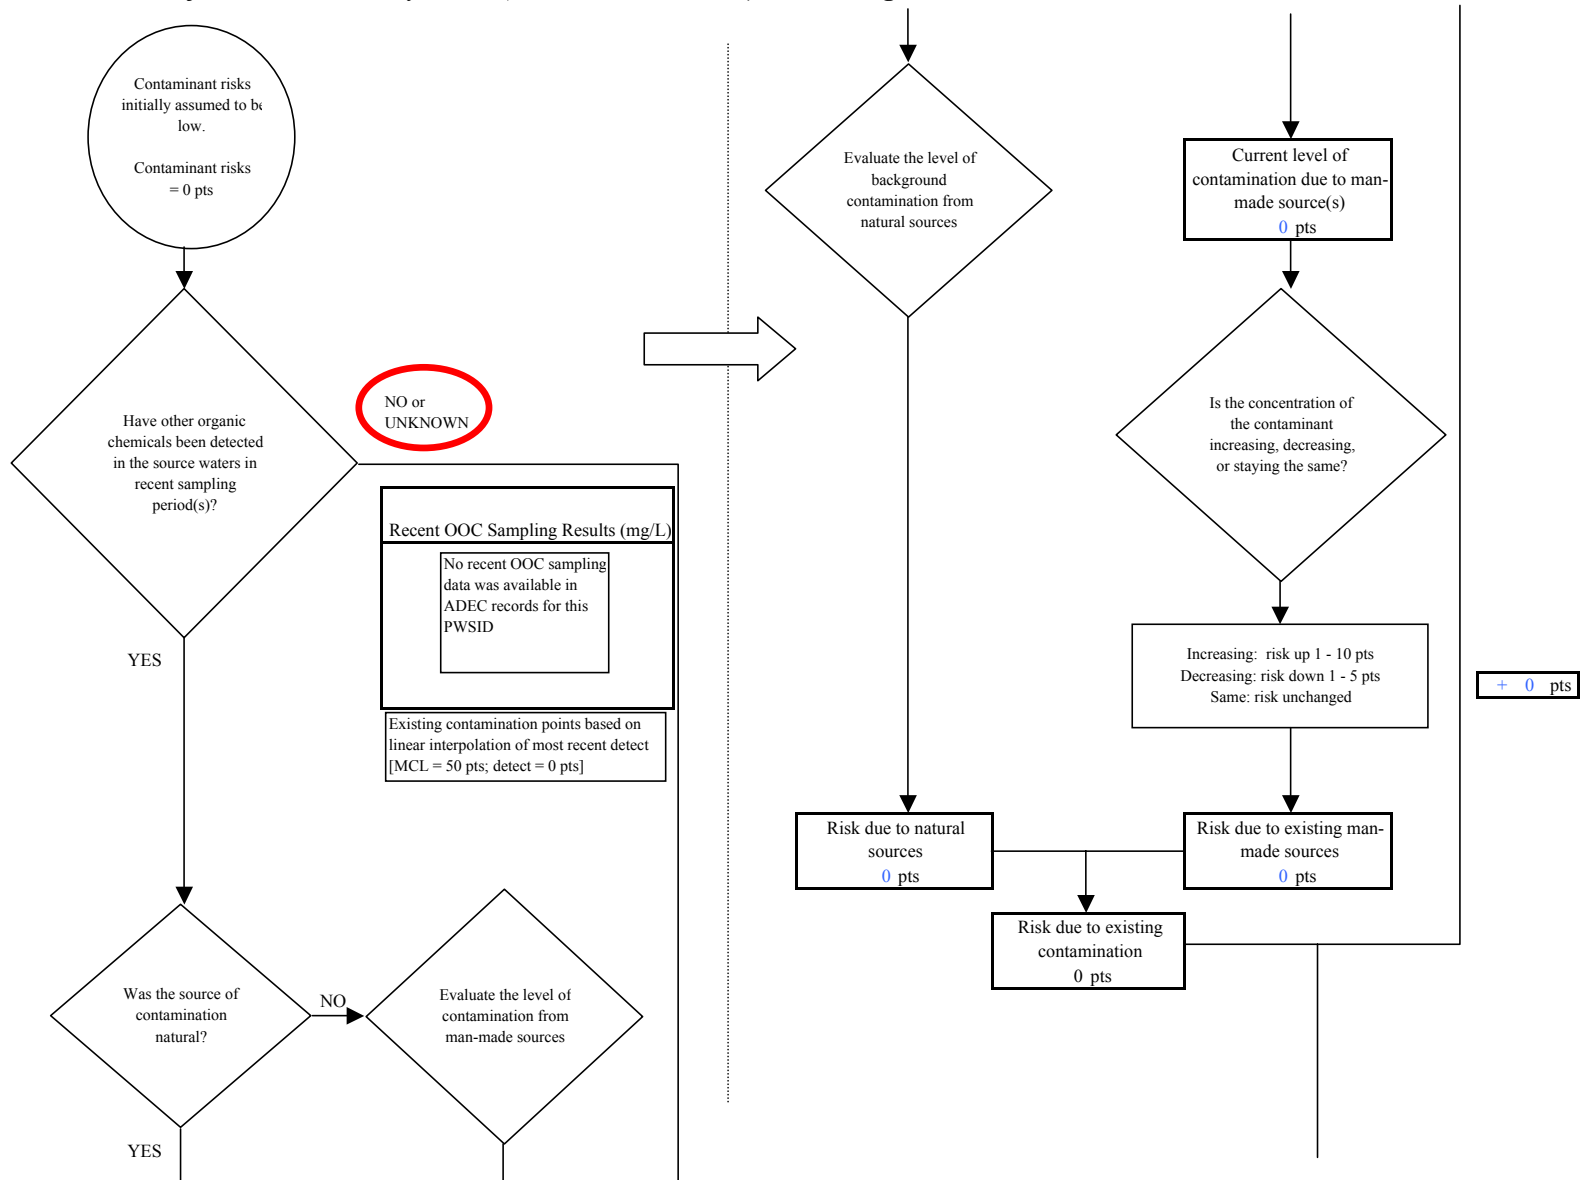 Contaminant risks
initially assumed to be
low.
Contaminant risks
= 0 pts
Have other organic
chemicals been detected
in the source waters in
recent sampling
period(s)?
NO or
UNKNOWN
Recent OOC Sampling Results (mg/L)
No recent OOC sampling
data was available in
ADEC records for this
PWSID
Existing contamination points based on
linear interpolation of most recent detect
[MCL = 50 pts; detect = 0 pts]
YES
Was the source of
contamination
natural?
NO
Evaluate the level of
contamination from
man-made sources
YES
Evaluate the level of
background
contamination from
natural sources
Current level of
contamination due to man-
made source(s)
0 pts
Is the concentration of
the contaminant
increasing, decreasing,
or staying the same?
Increasing: risk up 1 - 10 pts
Decreasing: risk down 1 - 5 pts
Same: risk unchanged
+ 0 pts
Risk due to natural
sources
0 pts
Risk due to existing man-
made sources
0 pts
Risk due to existing
contamination
0 pts